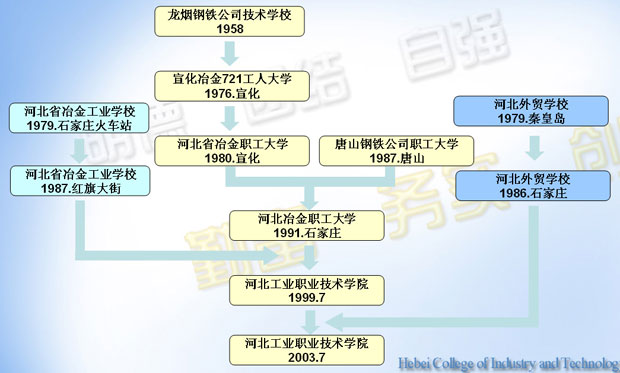 龙烟钢铁公司技术学校
1958
宣化冶金721工人大学
1976.宣化
河北省冶金工业学校
1979.石家庄火车站
河北外贸学校
1979.秦皇岛
河北省冶金职工大学
1980.宣化
唐山钢铁公司职工大学
1987.唐山
河北省冶金工业学校
1987.红旗大街
河北外贸学校
1986.石家庄
河北冶金职工大学
1991.石家庄
河北工业职业技术学院
1999.7
河北工业职业技术学院
2003.7
明德 团结 自强
务实 创
Hebei College of Industry and Technolog